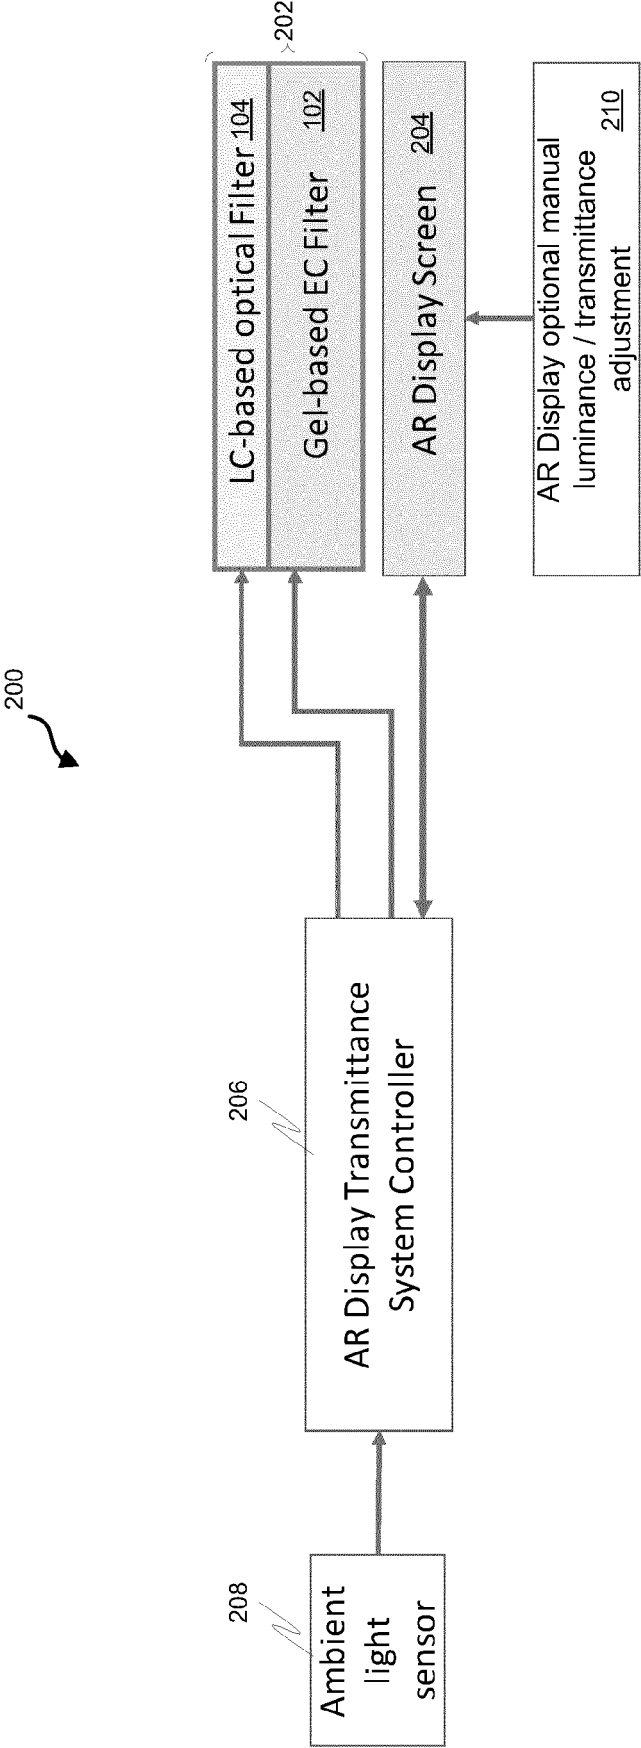 200
202
LC-based optical Filter 104
Gel-based EC Filter 102
AR Display Screen 204
AR Display optional manual 210
luminance / transmittance
adjustment
206
AR Display Transmittance
System Controller
208
Ambient
light
sensor